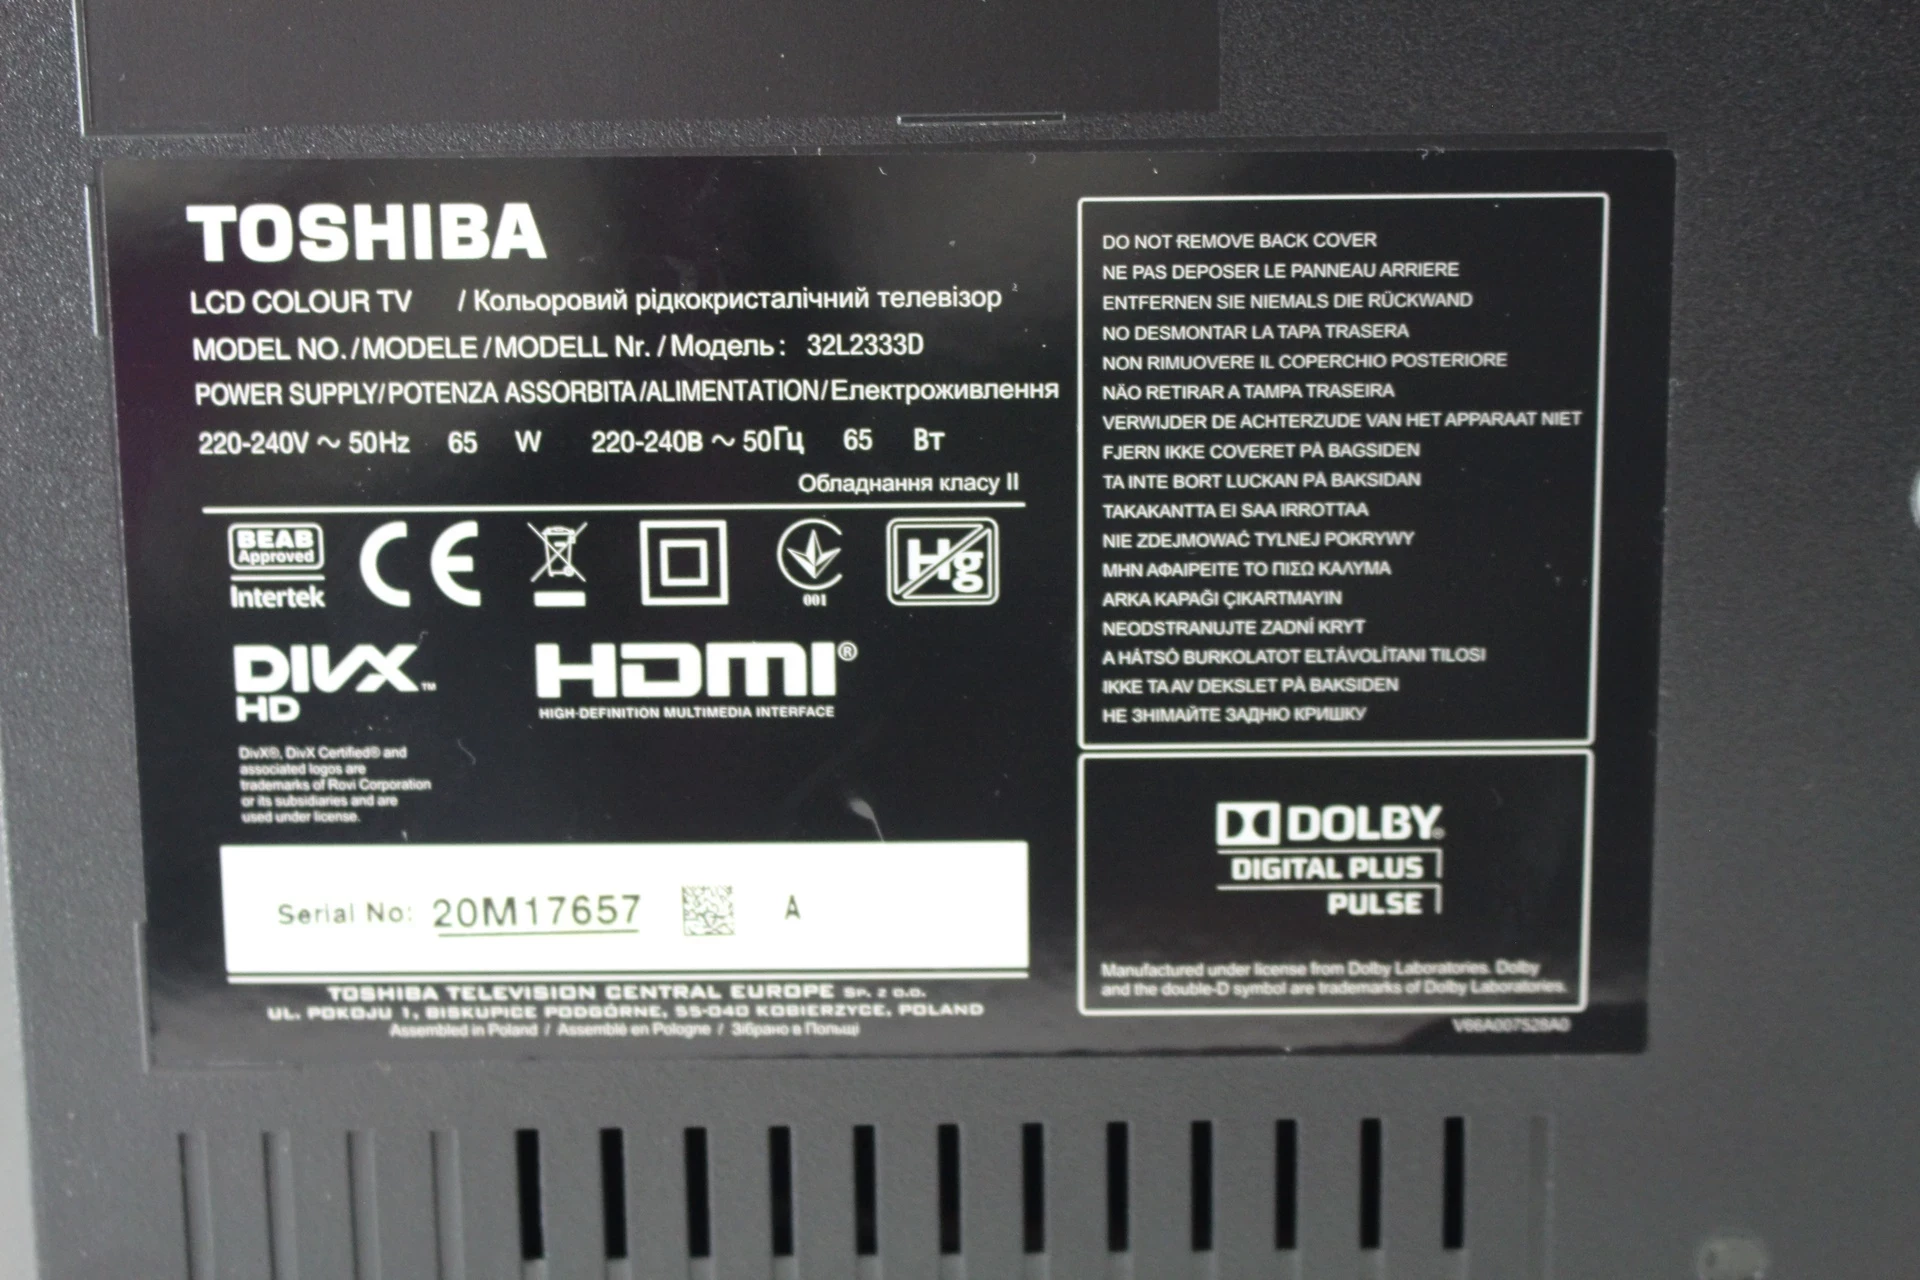 TOSHIBA
LCD COLOUR TV / Кольоровий рідкокристалічний телевізор
MODEL NO./MODELE/MODELL Nr./Модель: 32L2333D
POWER SUPPLY/POTENZA ASSORBITA/ALIMENTATION/Електроживлення
220-240V ~ 50Hz 65 W 220-240В ~ 50Гц 65 Вт
Обладнання класу II
BEAB
Approved
Intertek
CE
001
Hg
DIVX™
HD
HDMI®
HIGH-DEFINITION MULTIMEDIA INTERFACE
DivX®, DivX Certified® and
associated logos are
trademarks of Rovi Corporation
or its subsidiaries and are
used under license.
Serial No: 20M17657 A
TOSHIBA TELEVISION CENTRAL EUROPE SP. Z O.O.
UL. POKOJU 1, BISKUPICE PODGÓRNE, 55-040 KOBIERZYCE, POLAND
Assembled in Poland / Assemblé en Pologne / Зібрано в Польщі
DO NOT REMOVE BACK COVER
NE PAS DEPOSER LE PANNEAU ARRIERE
ENTFERNEN SIE NIEMALS DIE RÜCKWAND
NO DESMONTAR LA TAPA TRASERA
NON RIMUOVERE IL COPERCHIO POSTERIORE
NÃO RETIRAR A TAMPA TRASEIRA
VERWIJDER DE ACHTERZUDE VAN HET APPARAAT NIET
FJERN IKKE COVERET PÅ BAGSIDEN
TA INTE BORT LUCKAN PÅ BAKSIDAN
TAKAKANTTA EI SAA IRROTTAA
NIE ZDEJMOWAĆ TYLNEJ POKRYWY
ΜΗΝ ΑΦΑΙΡΕΙΤΕ ΤΟ ΠΙΣΩ ΚΑΛΥΜΑ
ARKA KAPAĞI ÇIKARTMAYIN
NEODSTRANUJTE ZADNÍ KRYT
A HÁTSÓ BURKOLATOT ELTÁVOLÍTANI TILOSI
IKKE TA AV DEKSLET PÅ BAKSIDEN
НЕ ЗНІМАЙТЕ ЗАДНЮ КРИШКУ
DOLBY®
DIGITAL PLUS
PULSE
Manufactured under license from Dolby Laboratories. Dolby
and the double-D symbol are trademarks of Dolby Laboratories.
V66A007528A0